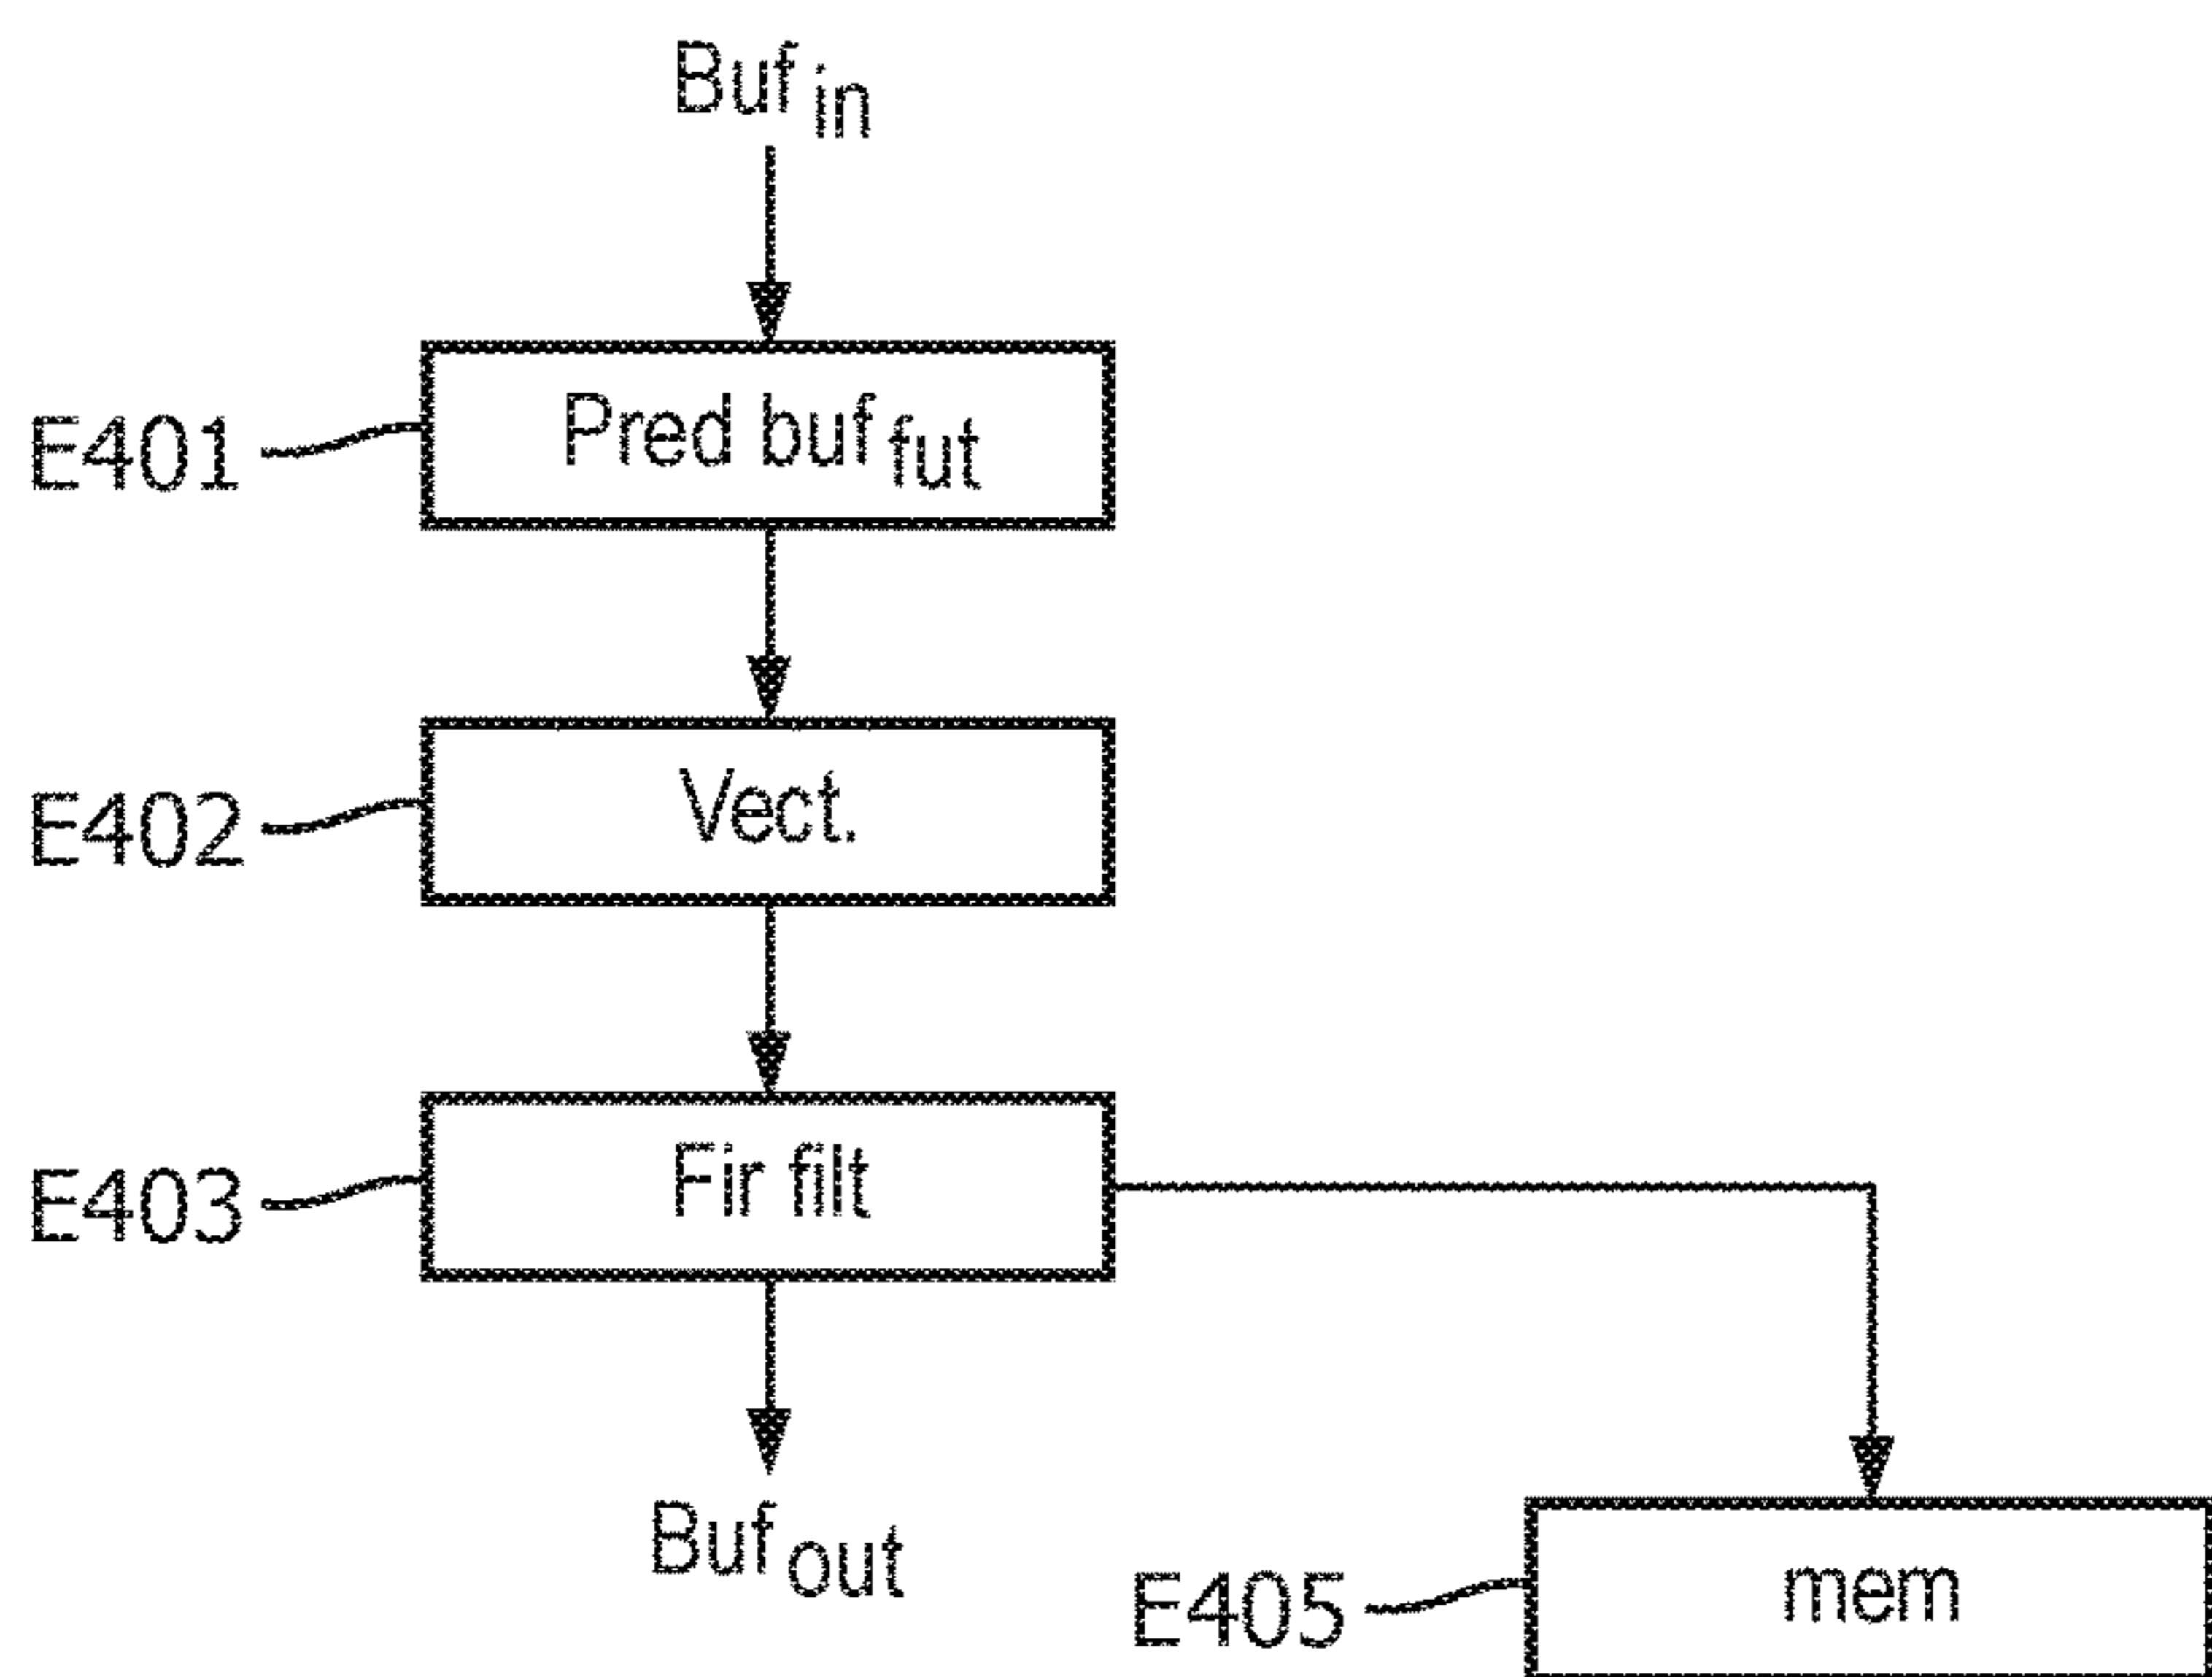 Buf in
E401 Pred buf fut
E402 Vect.
E403 Fir filt
Buf out
E405 mem